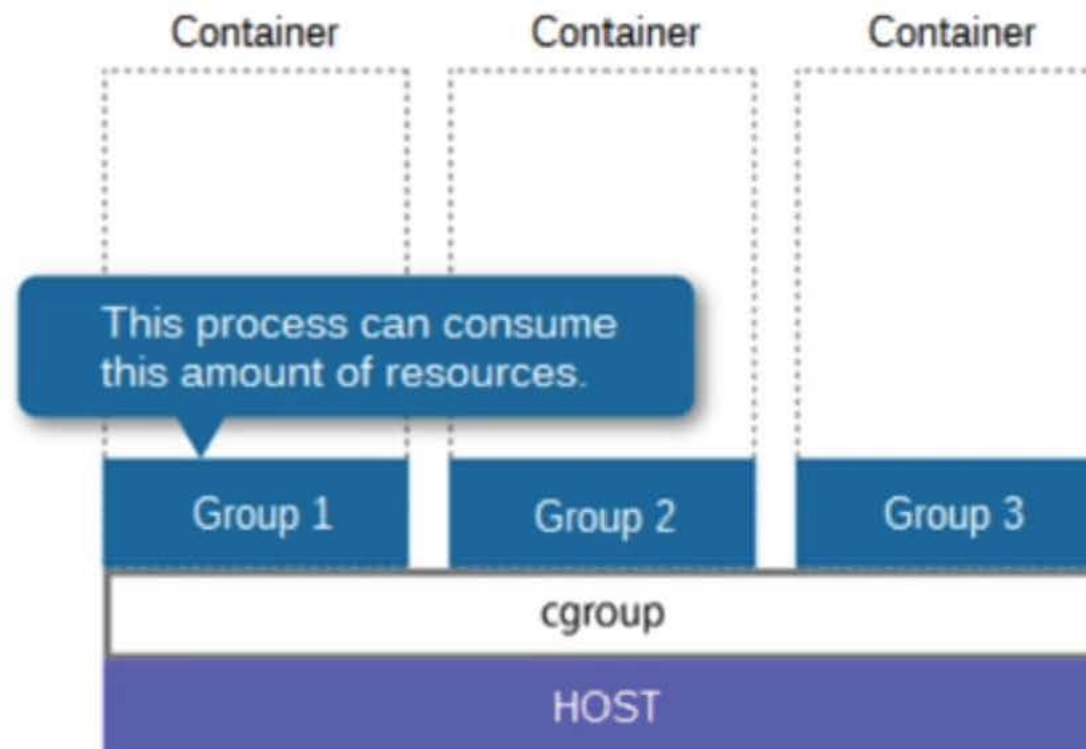 Container
Container
Container
This process can consume
this amount of resources.
Group 1
Group 2
Group 3
cgroup
HOST